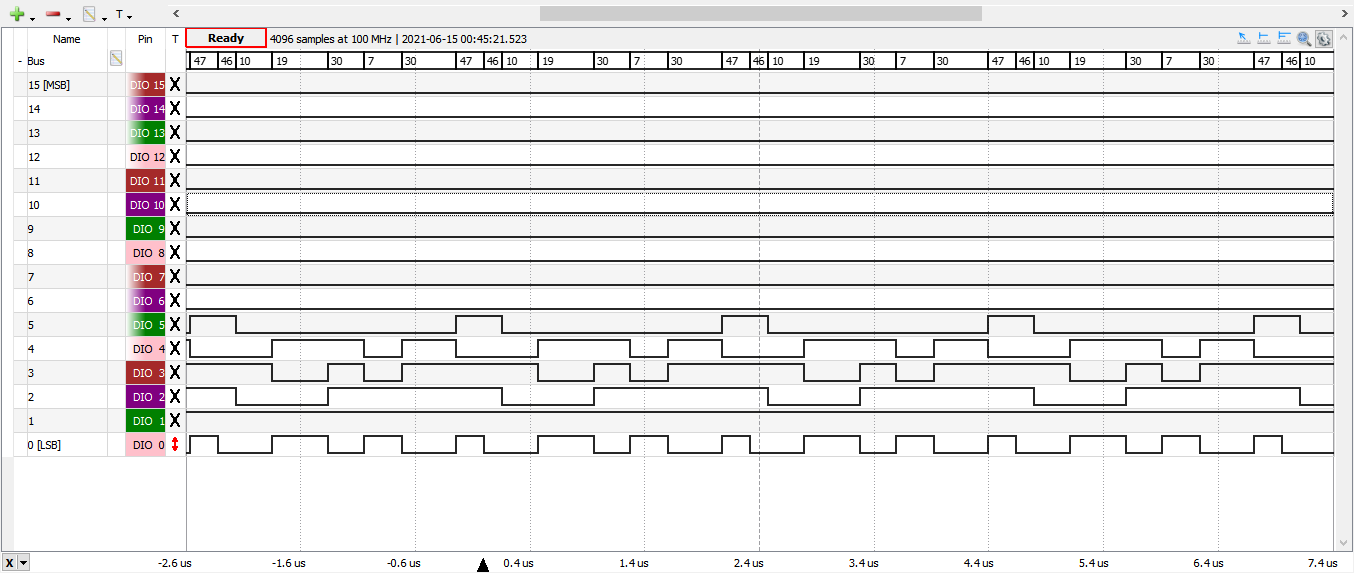 T
Name Pin T Ready 4096 samples at 100 MHz | 2021-06-15 00:45:21.523
- Bus 47 46 10 19 30 7 30 47 46 10 19 30 7 30 47 46 10 19 30 7 30 47 46 10 19 30 7 30 47 46 10
15 [MSB] DIO 15 X
14 DIO 14 X
13 DIO 13 X
12 DIO 12 X
11 DIO 11 X
10 DIO 10 X
9 DIO 9 X
8 DIO 8 X
7 DIO 7 X
6 DIO 6 X
5 DIO 5 X
4 DIO 4 X
3 DIO 3 X
2 DIO 2 X
1 DIO 1 X
0 [LSB] DIO 0
X -2.6 us -1.6 us -0.6 us 0.4 us 1.4 us 2.4 us 3.4 us 4.4 us 5.4 us 6.4 us 7.4 us